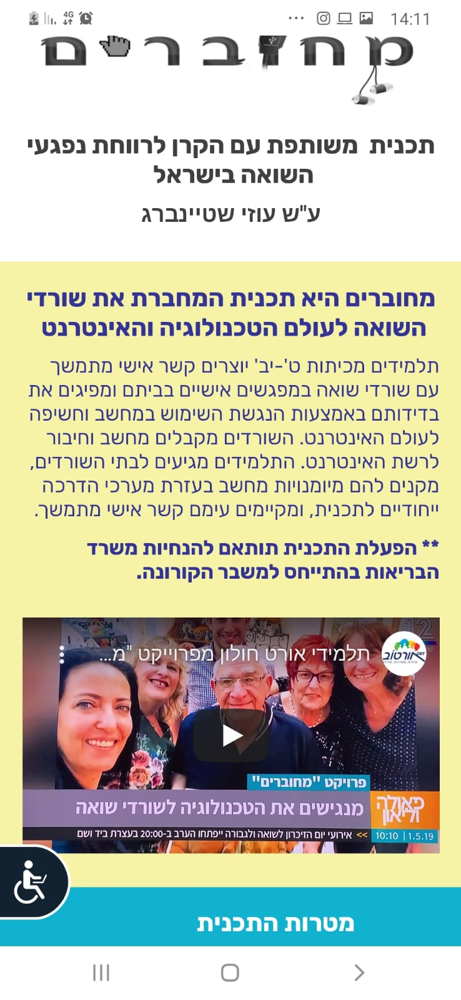 14:11
4G
מחוברים
תכנית משותפת עם הקרן לרווחת נפגעי
השואה בישראל
ע"ש עוזי שטיינברג
מחוברים היא תכנית המחברת את שורדי
השואה לעולם הטכנולוגיה והאינטרנט
תלמידים מכיתות ט'-יב' יוצרים קשר אישי מתמשך
עם שורדי שואה במפגשים אישיים בביתם ומפיגים את
בדידותם באמצעות הנגשת השימוש במחשב וחשיפה
לעולם האינטרנט. השורדים מקבלים מחשב וחיבור
לרשת האינטרנט. התלמידים מגיעים לבתי השורדים,
מקנים להם מיומנויות מחשב בעזרת מערכי הדרכה
ייחודיים לתכנית, ומקיימים עימם קשר אישי מתמשך.
** הפעלת התכנית תותאם להנחיות משרד
הבריאות בהתייחס למשבר הקורונה.
12
אורטוב
תלמידי אורט חולון מפרוייקט "מ...
פרויקט "מחוברים"
פאולה
וליאון
מנגישים את הטכנולוגיה לשורדי שואה
10:10 | 1.5.19
>> אירועי יום הזיכרון לשואה ולגבורה ייפתחו הערב ב-20:00 בעצרת ביד ושם
מטרות התכנית